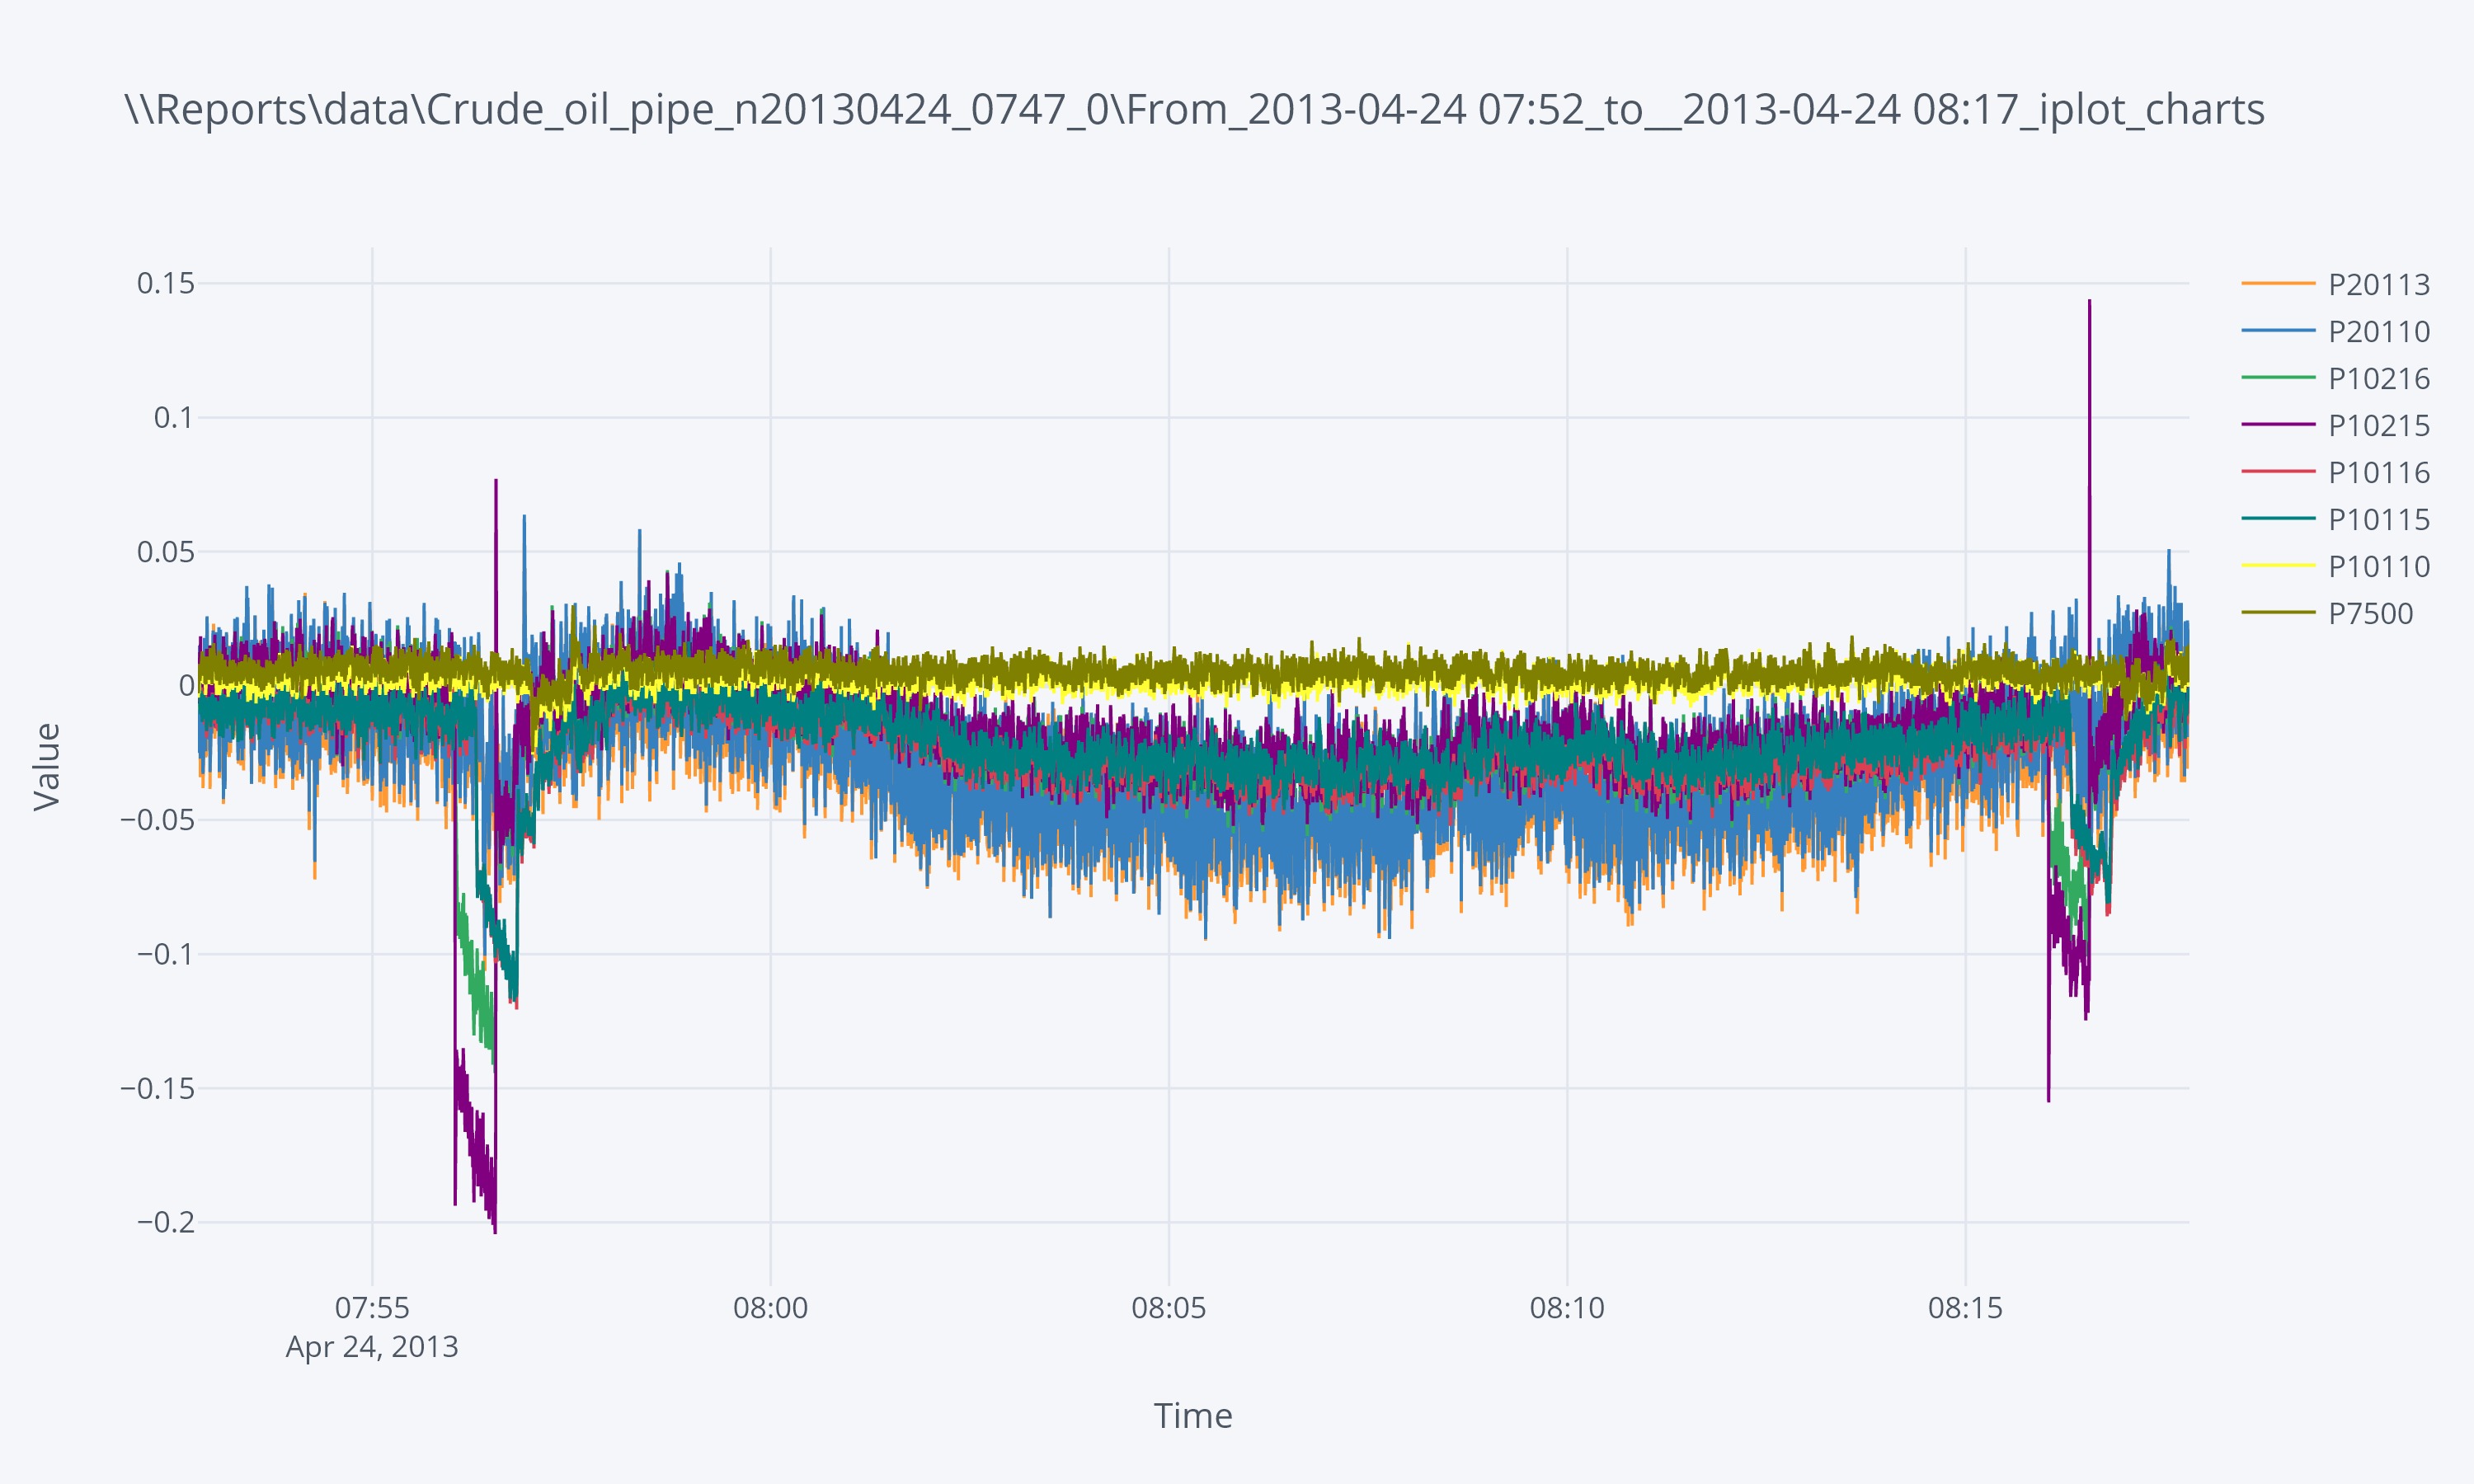 \\Reports\data\Crude_oil_pipe_n20130424_0747_0\From_2013-04-24 07:52_to__2013-04-24 08:17_iplot_charts
0.15
0.1
0.05
0
−0.05
−0.1
−0.15
−0.2
Value
07:55
Apr 24, 2013
08:00
08:05
08:10
08:15
Time
P20113
P20110
P10216
P10215
P10116
P10115
P10110
P7500